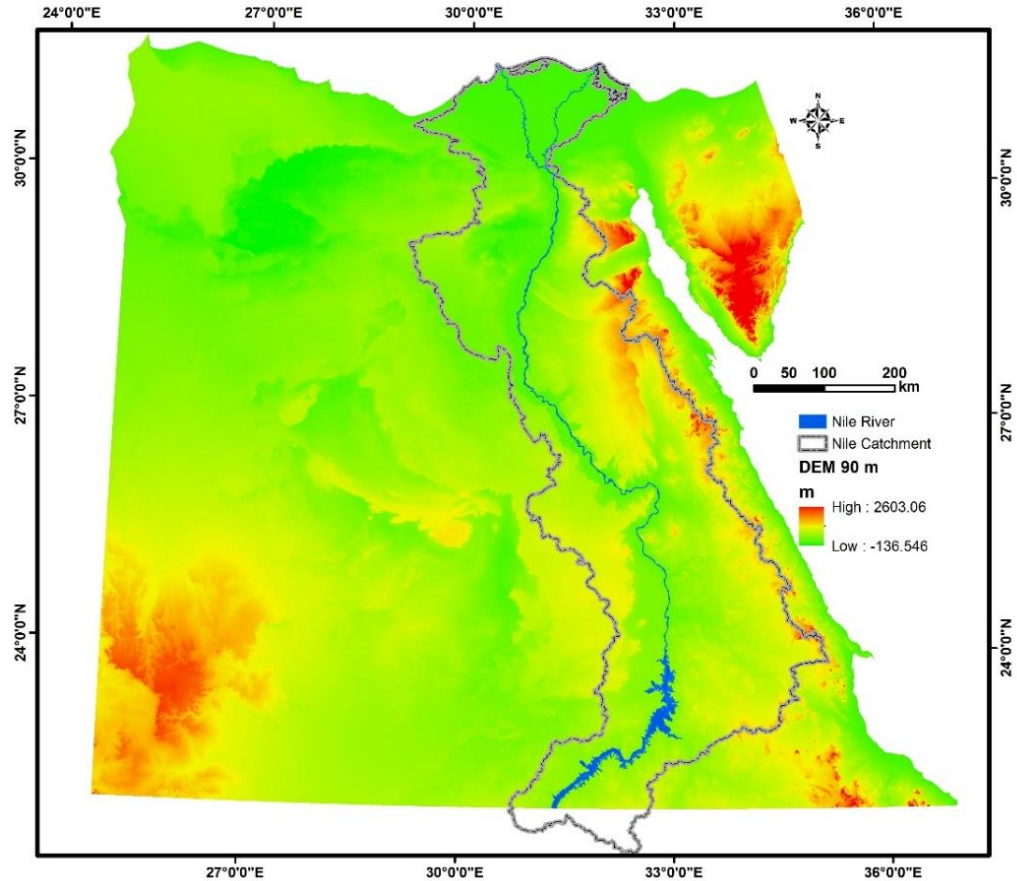 24°0'0"E 27°0'0"E 30°0'0"E 33°0'0"E 36°0'0"E
N
W E
S
30°0'0"N
30°0'0"N
0 50 100 200
km
27°0'0"N
27°0'0"N
Nile River
Nile Catchment
DEM 90 m
m
High : 2603.06
Low : -136.546
24°0'0"N
24°0'0"N
27°0'0"E 30°0'0"E 33°0'0"E 36°0'0"E